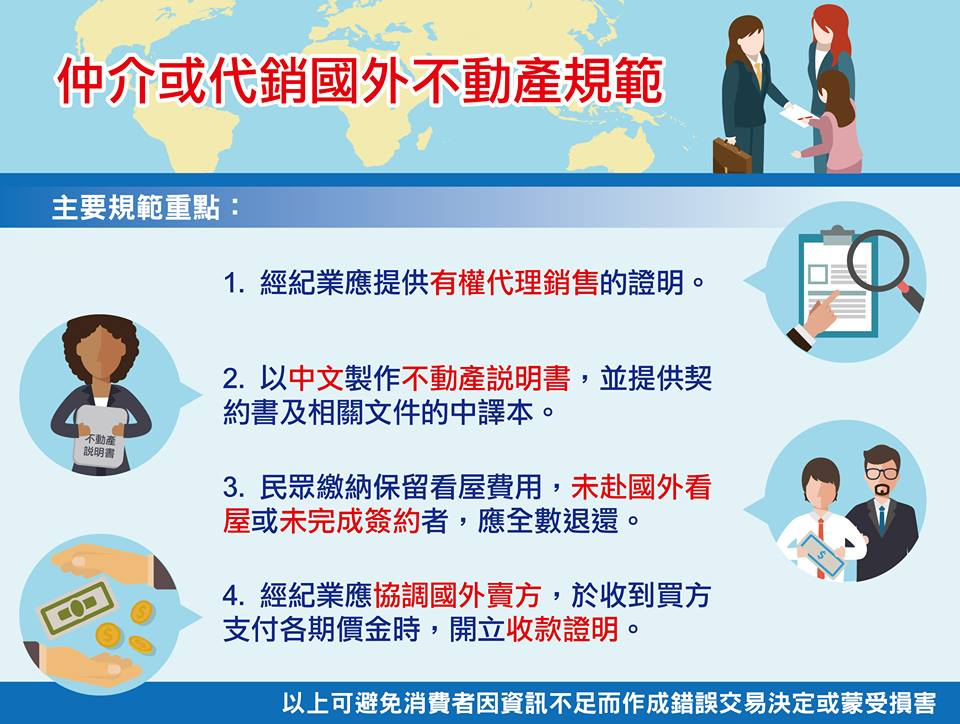 仲介或代銷國外不動產規範
主要規範重點：
1. 經紀業應提供有權代理銷售的證明。
2. 以中文製作不動產説明書，並提供契
約書及相關文件的中譯本。
不動產
説明書
3. 民眾繳納保留看屋費用，未赴國外看
屋或未完成簽約者，應全數退還。
4. 經紀業應協調國外賣方，於收到買方
支付各期價金時，開立收款證明。
以上可避免消費者因資訊不足而作成錯誤交易決定或蒙受損害